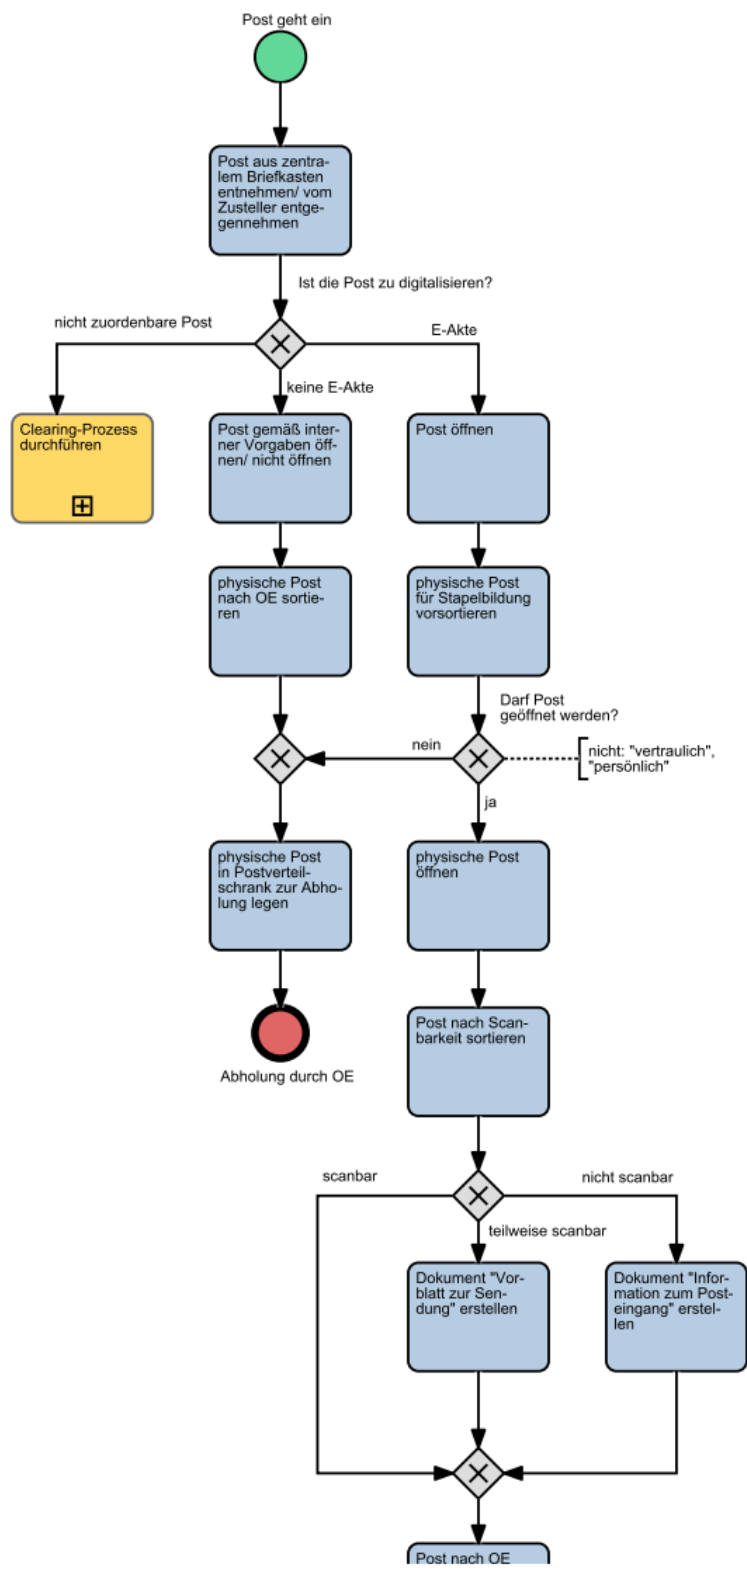 Post geht ein
Post aus zentra-
lem Briefkasten
entnehmen/ vom
Zusteller entge-
gennehmen
Ist die Post zu digitalisieren?
nicht zuordenbare Post
E-Akte
keine E-Akte
Clearing-Prozess
durchführen
Post gemäß inter-
ner Vorgaben öff-
nen/ nicht öffnen
Post öffnen
physische Post
nach OE sortie-
ren
physische Post
für Stapelbildung
vorsortieren
Darf Post
geöffnet werden?
nein
nicht: "vertraulich",
"persönlich"
ja
physische Post
in Postverteil-
schrank zur Abho-
lung legen
physische Post
öffnen
Abholung durch OE
Post nach Scan-
barkeit sortieren
scanbar
nicht scanbar
teilweise scanbar
Dokument "Vor-
blatt zur Sen-
dung" erstellen
Dokument "Infor-
mation zum Post-
eingang" erstel-
len
Post nach OE